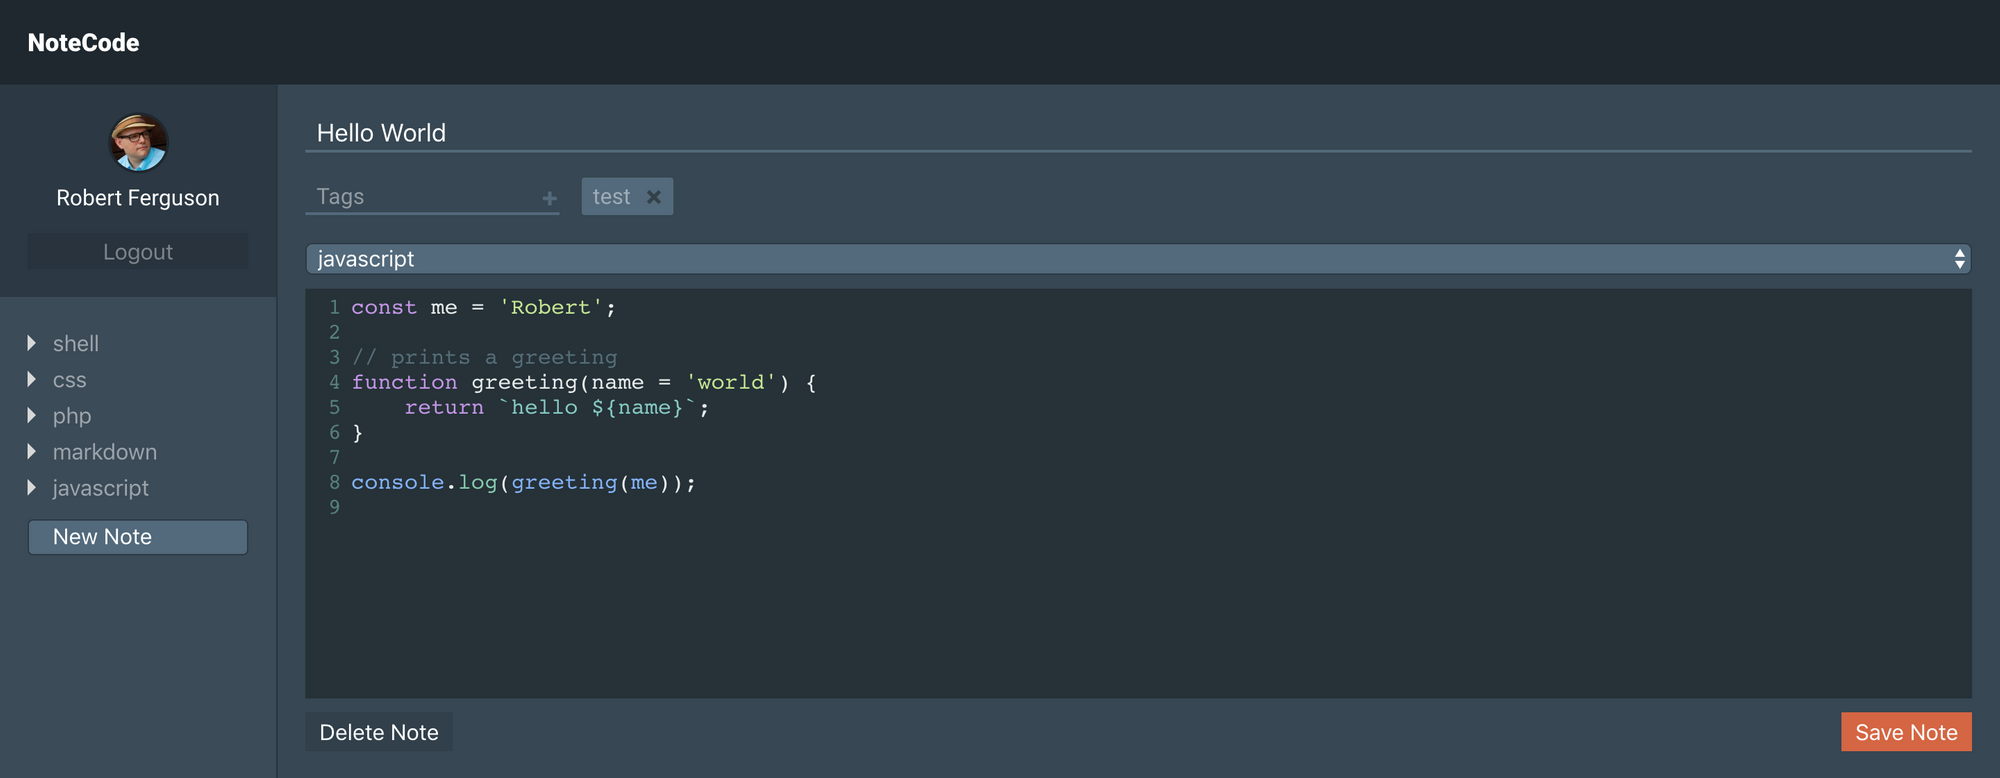 NoteCode
Robert Ferguson
Logout
shell
css
php
markdown
javascript
New Note
Hello World
Tags +
test ×
javascript
1 const me = 'Robert';
2
3 // prints a greeting
4 function greeting(name = 'world') {
5     return `hello ${name}`;
6 }
7
8 console.log(greeting(me));
9
Delete Note
Save Note